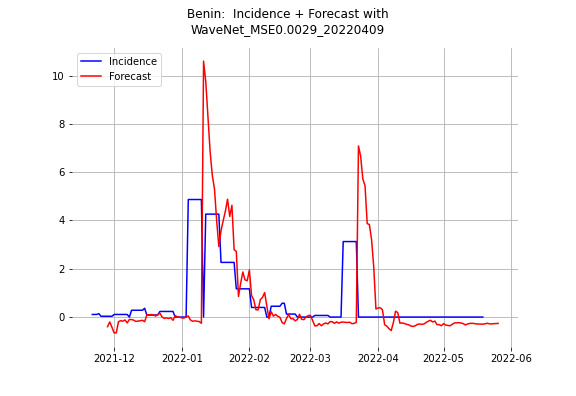 Benin:  Incidence + Forecast with
WaveNet_MSE0.0029_20220409
Incidence
Forecast
10
8
6
4
2
0
2021-12 2022-01 2022-02 2022-03 2022-04 2022-05 2022-06